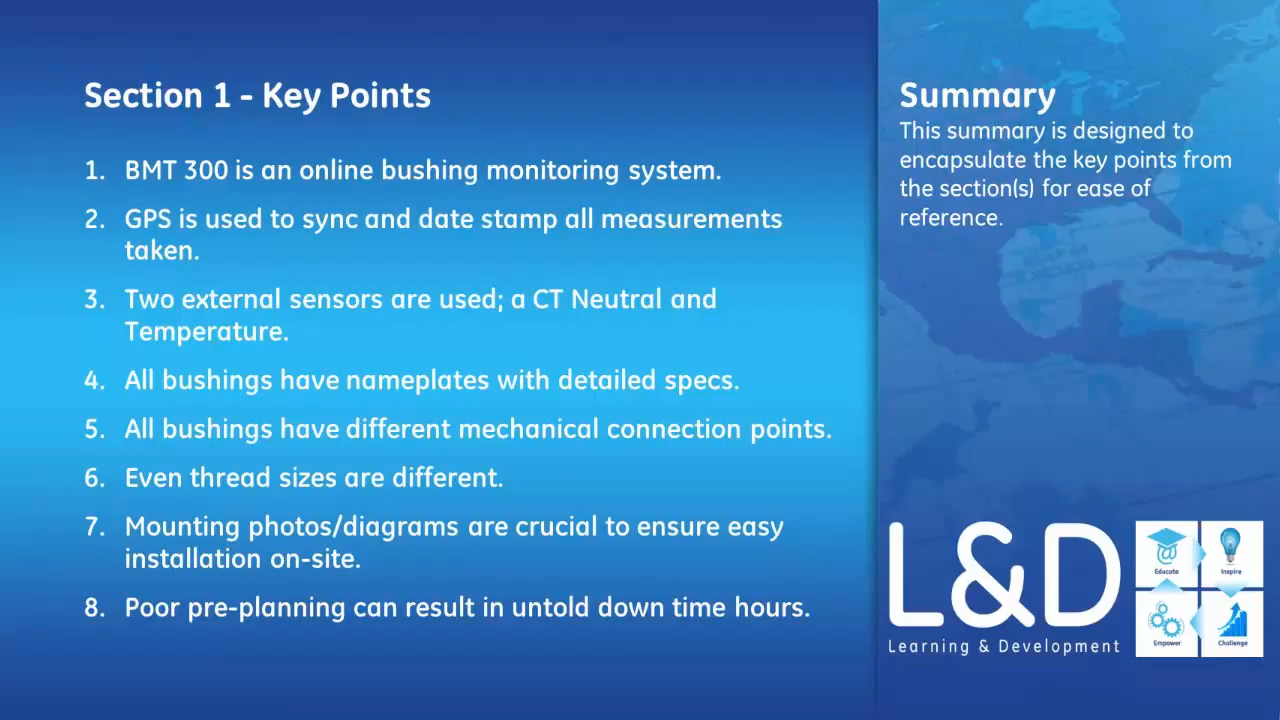 Section 1 - Key Points
1. BMT 300 is an online bushing monitoring system.
2. GPS is used to sync and date stamp all measurements
taken.
3. Two external sensors are used; a CT Neutral and
Temperature.
4. All bushings have nameplates with detailed specs.
5. All bushings have different mechanical connection points.
6. Even thread sizes are different.
7. Mounting photos/diagrams are crucial to ensure easy
installation on-site.
8. Poor pre-planning can result in untold down time hours.
Summary
This summary is designed to
encapsulate the key points from
the section(s) for ease of
reference.
L&D
Learning & Development
@
Educate
Inspire
Empower
Challenge